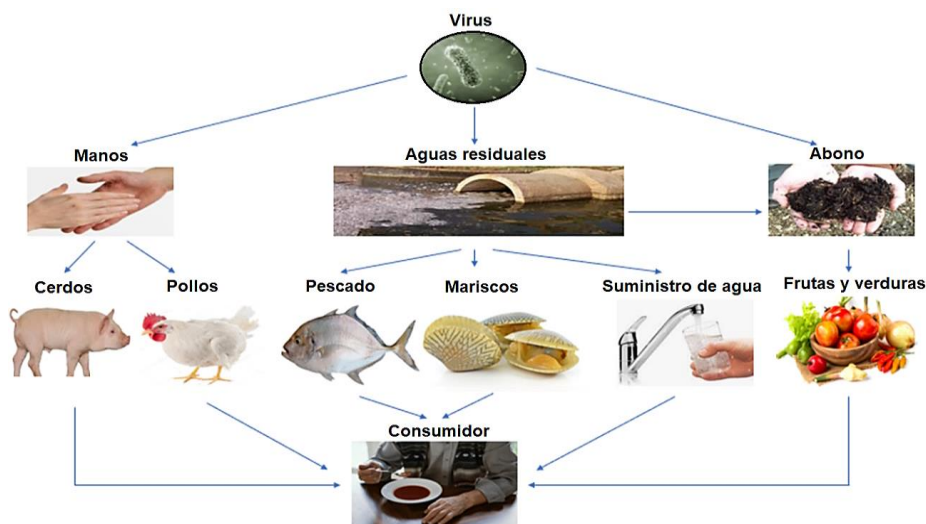 Virus
Manos
Aguas residuales
Abono
Cerdos
Pollos
Pescado
Mariscos
Suministro de agua
Frutas y verduras
Consumidor